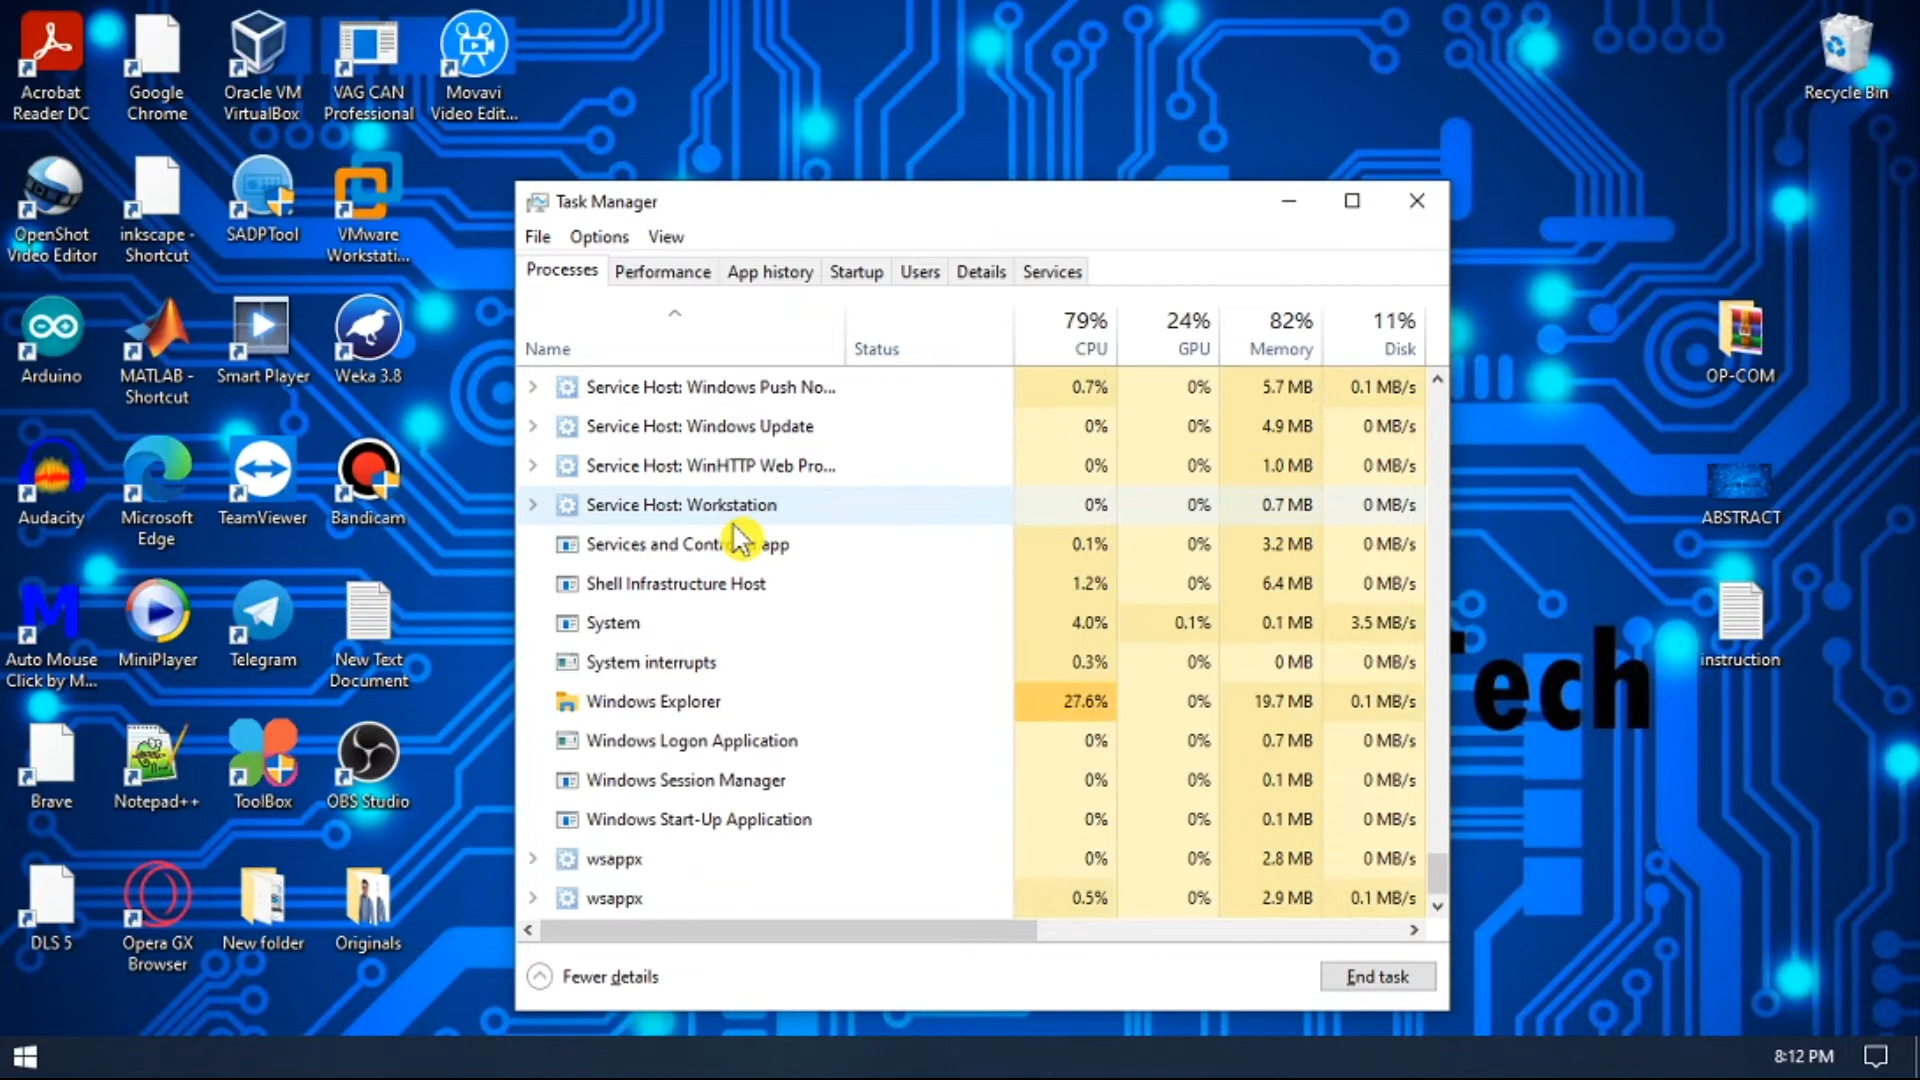 Acrobat
Reader DC
Google
Chrome
Oracle VM
VirtualBox
VAG CAN
Professional
Movavi
Video Edit...
Recycle Bin
OpenShot
Video Editor
inkscape -
Shortcut
SADPTool
VMware
Workstati...
Arduino
MATLAB -
Shortcut
Smart Player
Weka 3.8
OP-COM
Audacity
Microsoft
Edge
TeamViewer
Bandicam
ABSTRACT
Auto Mouse
Click by M...
MiniPlayer
Telegram
New Text
Document
instruction
ech
Brave
Notepad++
ToolBox
OBS Studio
DLS 5
Opera GX
Browser
New folder
Originals
Task Manager
File Options View
Processes Performance App history Startup Users Details Services
79% 24% 82% 11%
Name Status CPU GPU Memory Disk
Service Host: Windows Push No... 0.7% 0% 5.7 MB 0.1 MB/s
Service Host: Windows Update 0% 0% 4.9 MB 0 MB/s
Service Host: WinHTTP Web Pro... 0% 0% 1.0 MB 0 MB/s
Service Host: Workstation 0% 0% 0.7 MB 0 MB/s
Services and app 0.1% 0% 3.2 MB 0 MB/s
Shell Infrastructure Host 1.2% 0% 6.4 MB 0 MB/s
System 4.0% 0.1% 0.1 MB 3.5 MB/s
System interrupts 0.3% 0% 0 MB 0 MB/s
Windows Explorer 27.6% 0% 19.7 MB 0.1 MB/s
Windows Logon Application 0% 0% 0.7 MB 0 MB/s
Windows Session Manager 0% 0% 0.1 MB 0 MB/s
Windows Start-Up Application 0% 0% 0.1 MB 0 MB/s
wsappx 0% 0% 2.8 MB 0 MB/s
wsappx 0.5% 0% 2.9 MB 0.1 MB/s
Fewer details
End task
8:12 PM